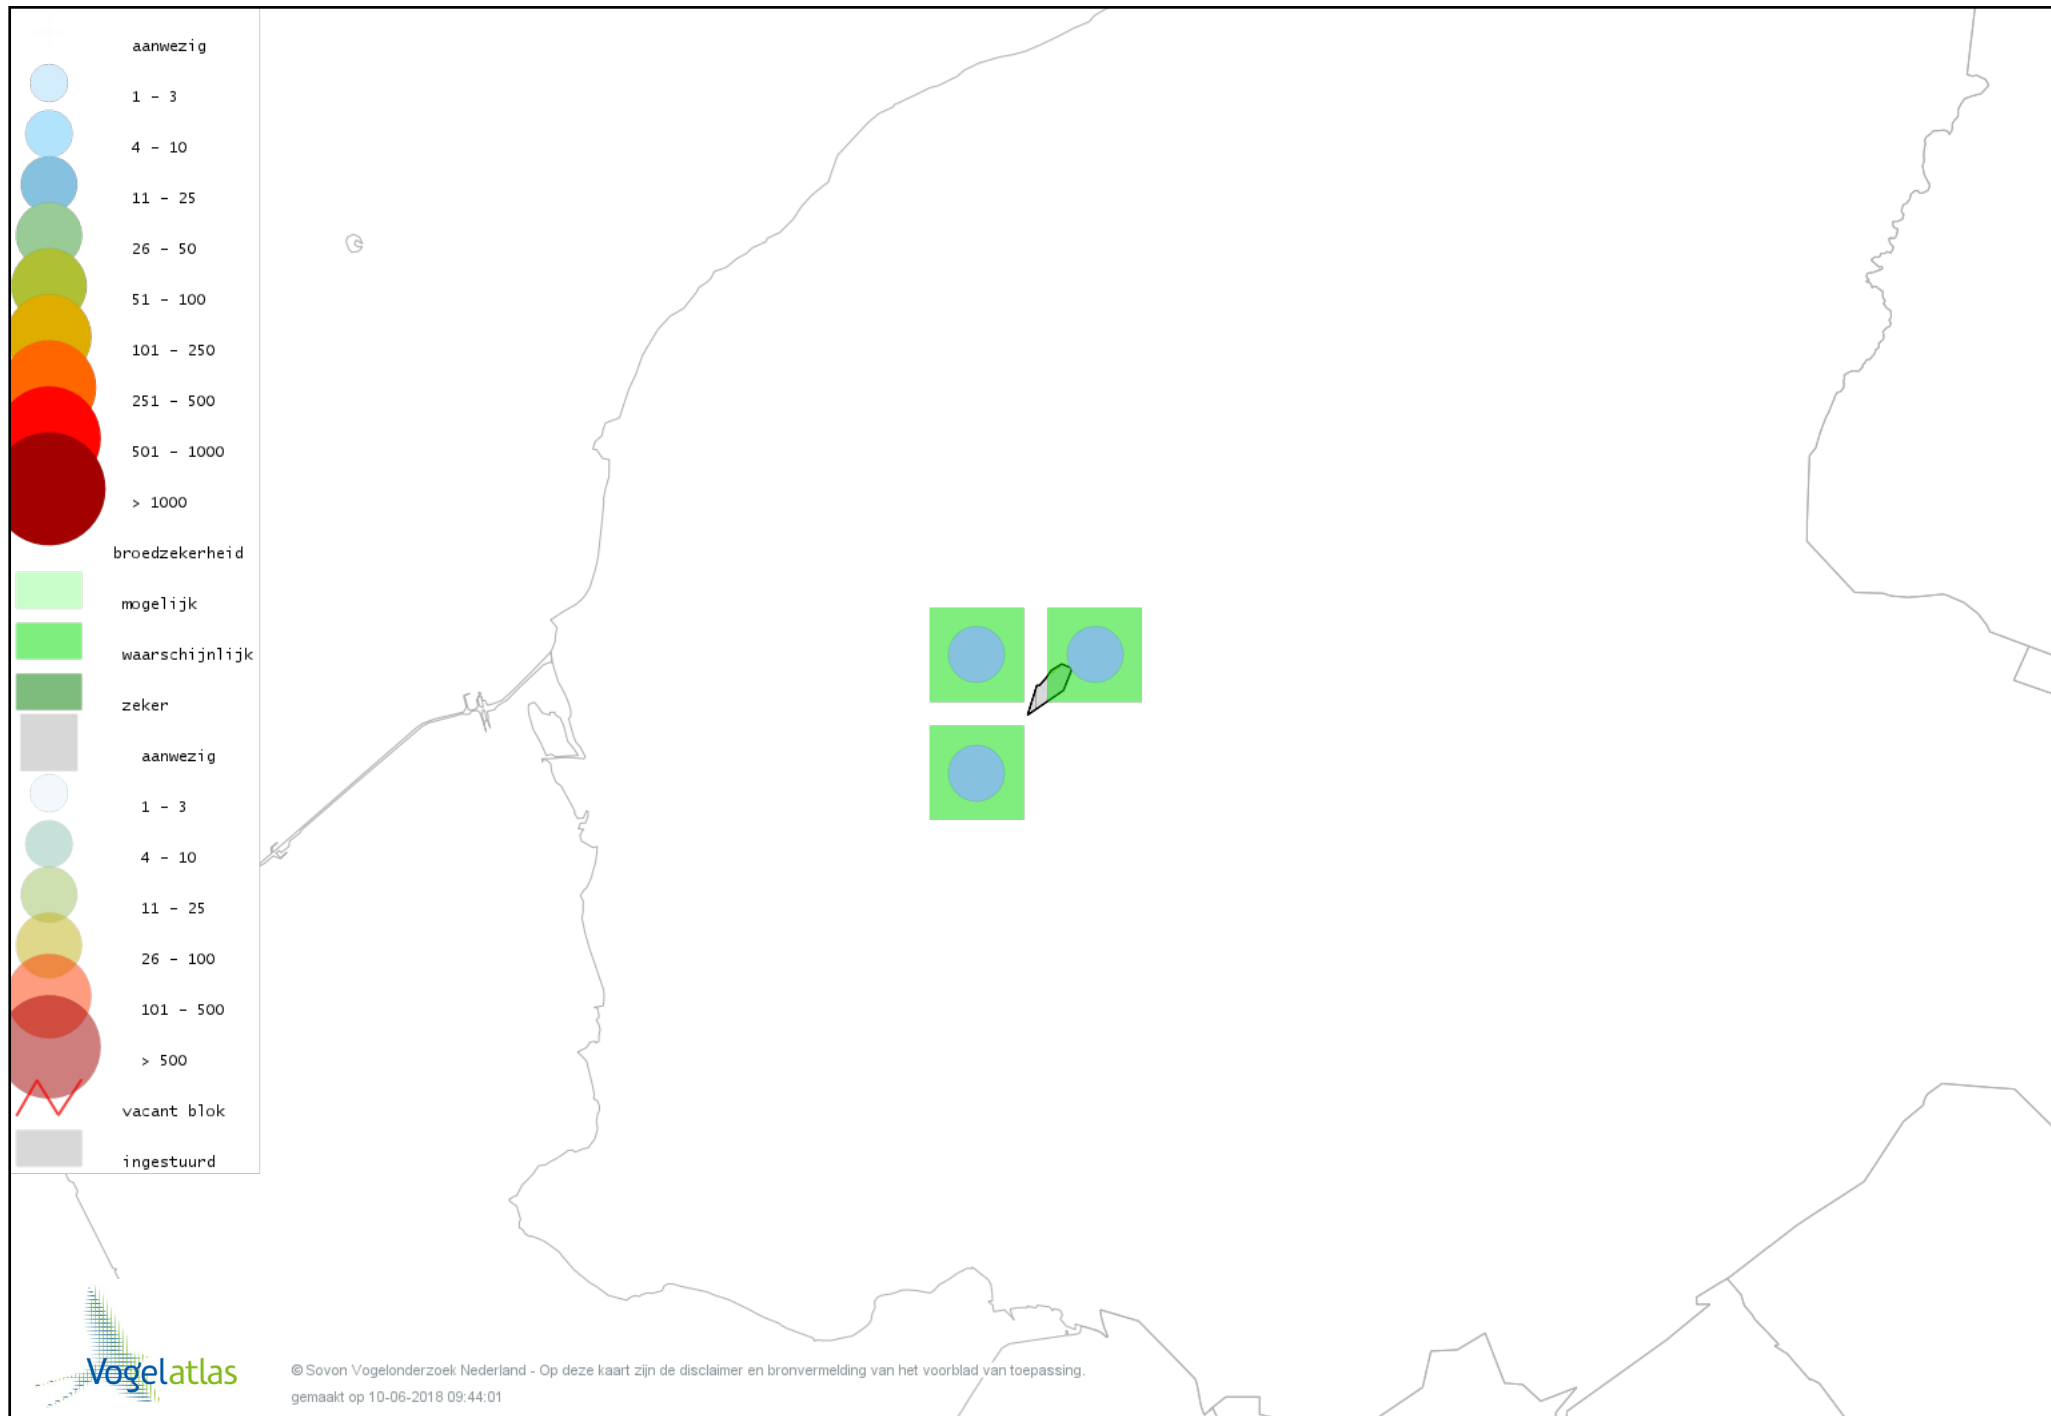 aanwezig
1 - 3
4 - 10
11 - 25
26 - 50
51 - 100
101 - 250
251 - 500
501 - 1000
> 1000
broedzekerheid
mogelijk
waarschijnlijk
zeker
aanwezig
1 - 3
4 - 10
11 - 25
26 - 100
101 - 500
> 500
vacant blok
ingestuurd
Vogelatlas
© Sovon Vogelonderzoek Nederland - Op deze kaart zijn de disclaimer en bronvermelding van het voorblad van toepassing.
gemaakt op 10-06-2018 09:44:01